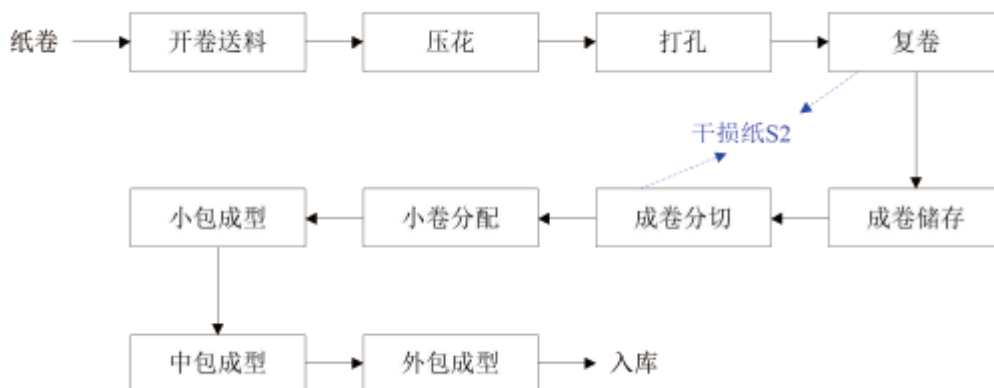 纸卷
开卷送料
压花
打孔
复卷
干损纸S2
小包成型
小卷分配
成卷分切
成卷储存
中包成型
外包成型
入库